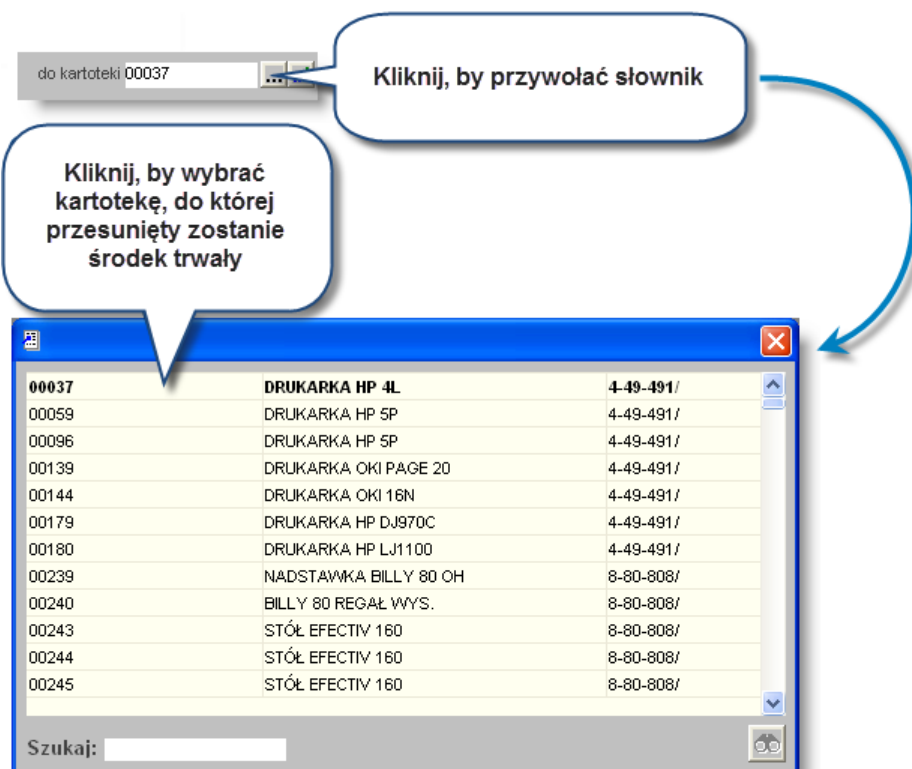 do kartoteki 00037 ...
Kliknij, by przywołać słownik
Kliknij, by wybrać
kartotekę, do której
przesunięty zostanie
środek trwały
00037 DRUKARKA HP 4L 4-49-491/
00059 DRUKARKA HP 5P 4-49-491/
00096 DRUKARKA HP 5P 4-49-491/
00139 DRUKARKA OKI PAGE 20 4-49-491/
00144 DRUKARKA OKI 16N 4-49-491/
00179 DRUKARKA HP DJ970C 4-49-491/
00180 DRUKARKA HP LJ1100 4-49-491/
00239 NADSTAWKA BILLY 80 OH 8-80-808/
00240 BILLY 80 REGAŁ WYS. 8-80-808/
00243 STÓŁ EFECTIV 160 8-80-808/
00244 STÓŁ EFECTIV 160 8-80-808/
00245 STÓŁ EFECTIV 160 8-80-808/
Szukaj: